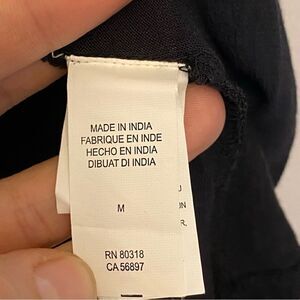 MADE IN INDIA
FABRIQUE EN INDE
HECHO EN INDIA
DIBUAT DI INDIA
M
RN 80318
CA 56897